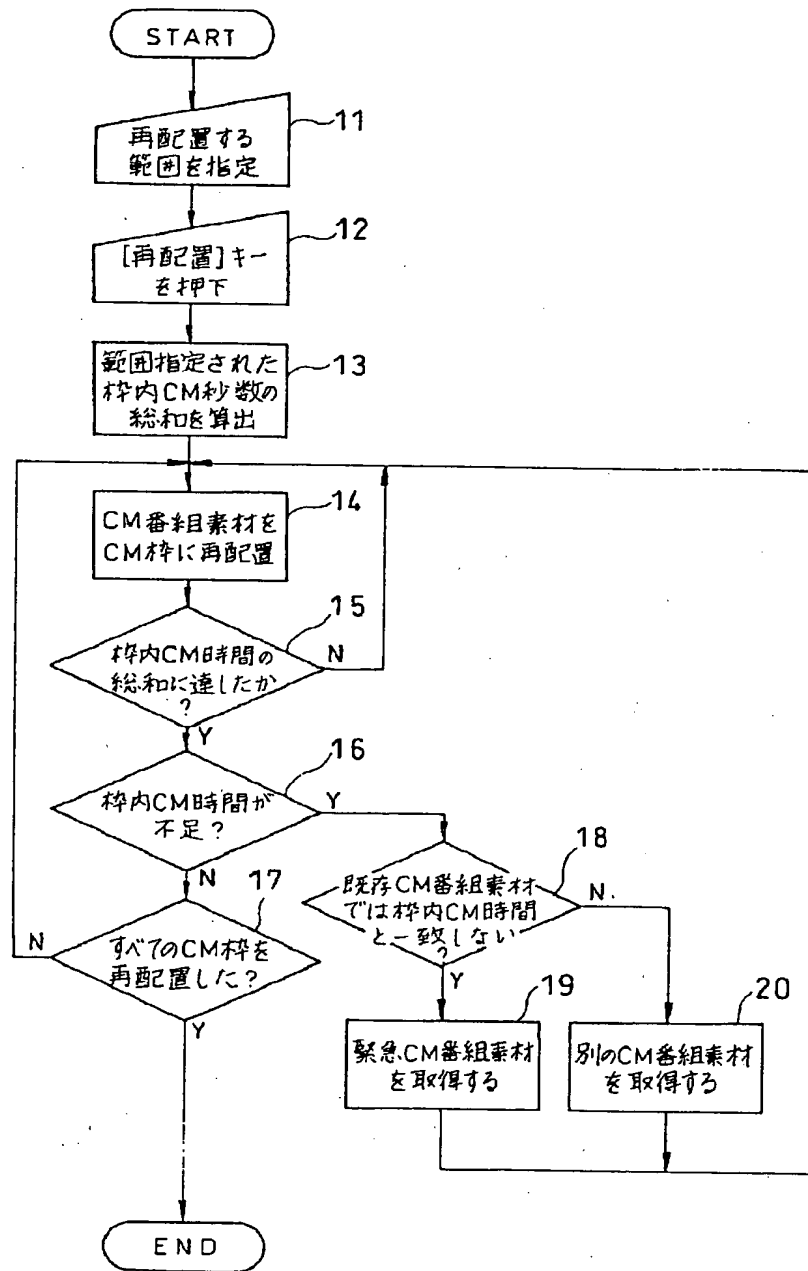 START
再配置する
範囲を指定
11
[再配置]キー
を押下
12
範囲指定された
枠内CM秒数の
総和を算出
13
CM番組素材を
CM枠に再配置
14
枠内CM時間の
総和に達したか
?
15
N
Y
枠内CM時間が
不足?
16
Y
N
すべてのCM枠を
再配置した?
17
N
Y
既存CM番組素材
では枠内CM時間
と一致しない
?
18
N
Y
緊急CM番組素材
を取得する
19
別のCM番組素材
を取得する
20
END